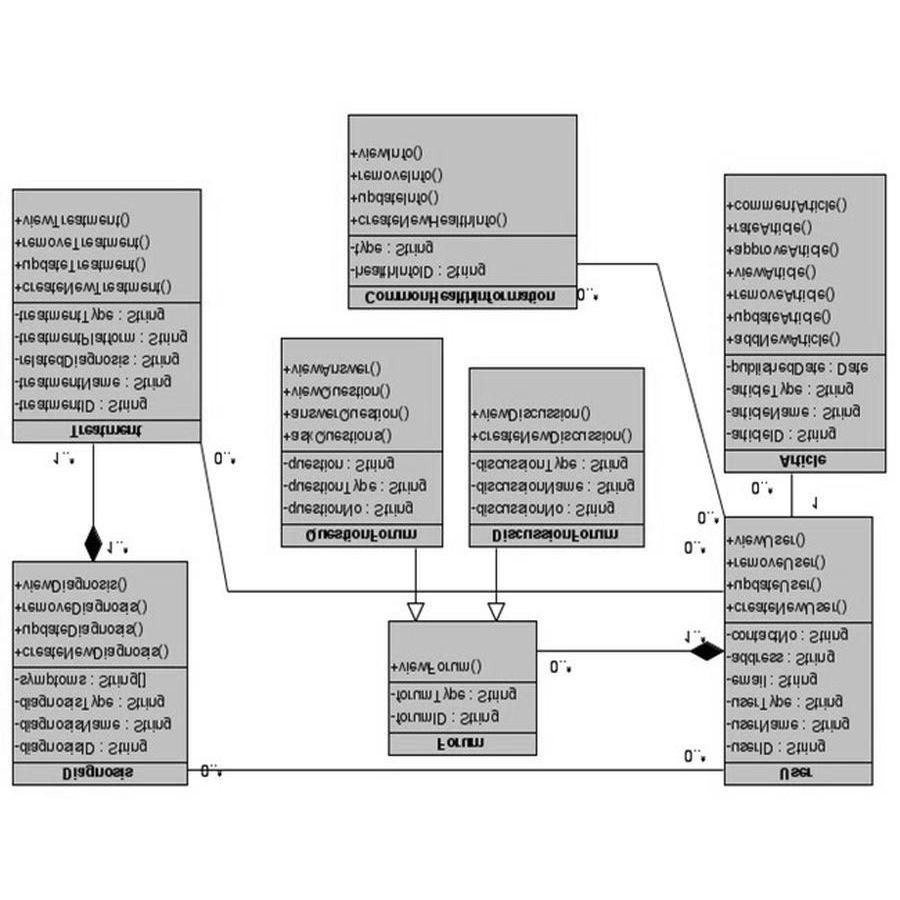 Diagnosis
-diagnosisID : String
-diagnosisName : String
-diagnosisType : String
-symptoms : String[]
+createNewDiagnosis()
+updateDiagnosis()
+removeDiagnosis()
+viewDiagnosis()
0..*
0..*
User
-userID : String
-userName : String
-userType : String
-email : String
-address : String
-contactNo : String
+createNewUser()
+updateUser()
+removeUser()
+viewUser()
Forum
-forumID : String
-forumType : String
+viewForum()
0..*
1..*
1..*
1..*
0..*
0..*
0..*
0..*
1
0..*
QuestionForum
-questionNo : String
-questionType : String
-question : String
+askQuestions()
+answerQuestion()
+viewQuestion()
+viewAnswer()
DiscussionForum
-discussionNo : String
-discussionName : String
-discussionType : String
+createNewDiscussion()
+viewDiscussion()
Treatment
-treatmentID : String
-treatmentName : String
-relatedDiagnosis : String
-treatmentPlatform : String
-treatmentType : String
+createNewTreatment()
+updateTreatment()
+removeTreatment()
+viewTreatment()
Article
-articleID : String
-articleName : String
-articleType : String
-publishedDate : Date
+addNewArticle()
+updateArticle()
+removeArticle()
+viewArticle()
+approveArticle()
+rateArticle()
+commentArticle()
CommonHealthInformation
-healthInfoID : String
-type : String
+createNewHealthInfo()
+updateInfo()
+removeInfo()
+viewInfo()
0..*